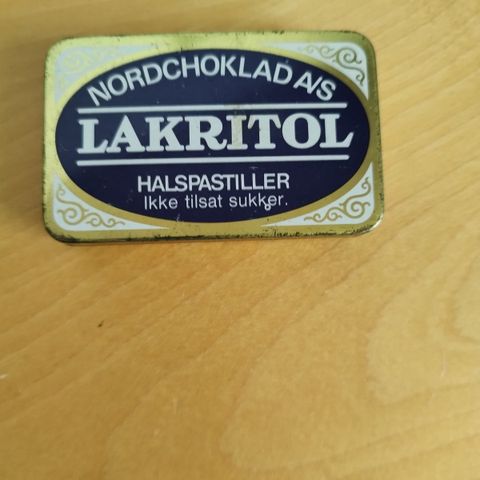 NORDCHOKLAD A/S
LAKRITOL
HALSPASTILLER
Ikke tilsat sukker.